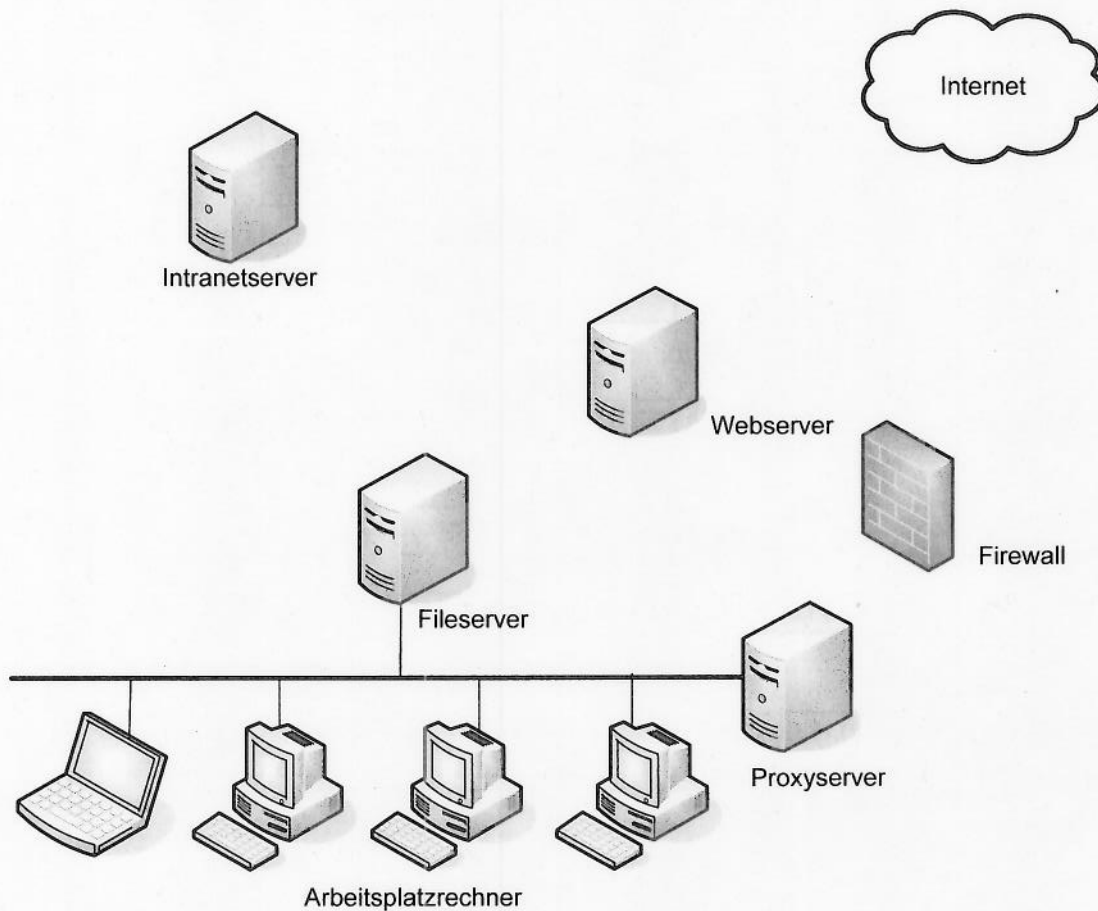 Internet
Intranetserver
Webserver
Firewall
Fileserver
Proxyserver
Arbeitsplatzrechner